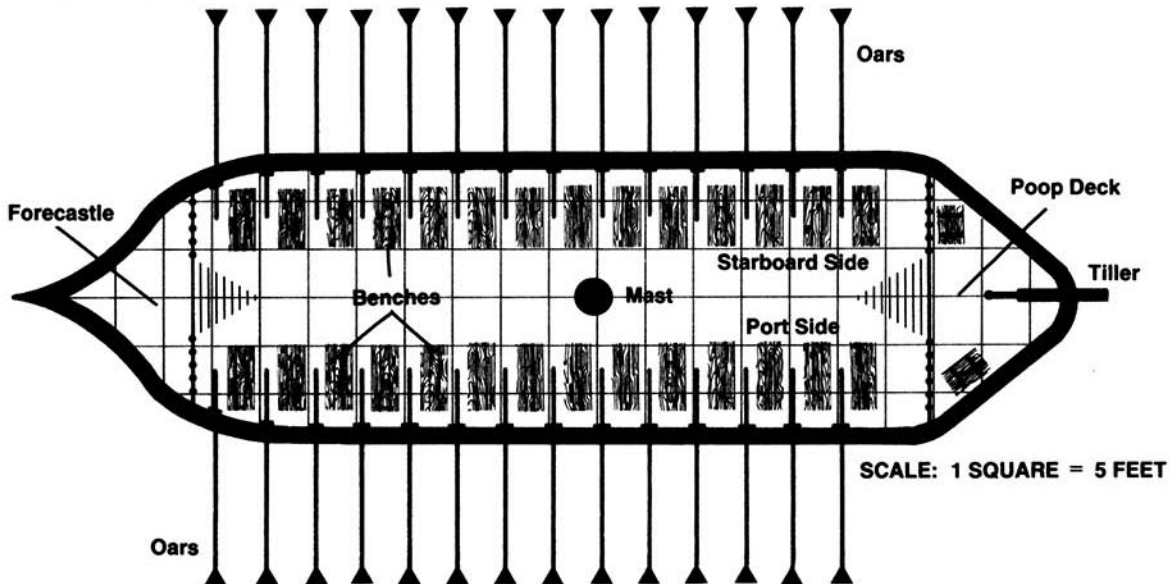 Oars
Poop Deck
Forecastle
Starboard Side
Tiller
Benches
Mast
Port Side
SCALE: 1 SQUARE = 5 FEET
Oars